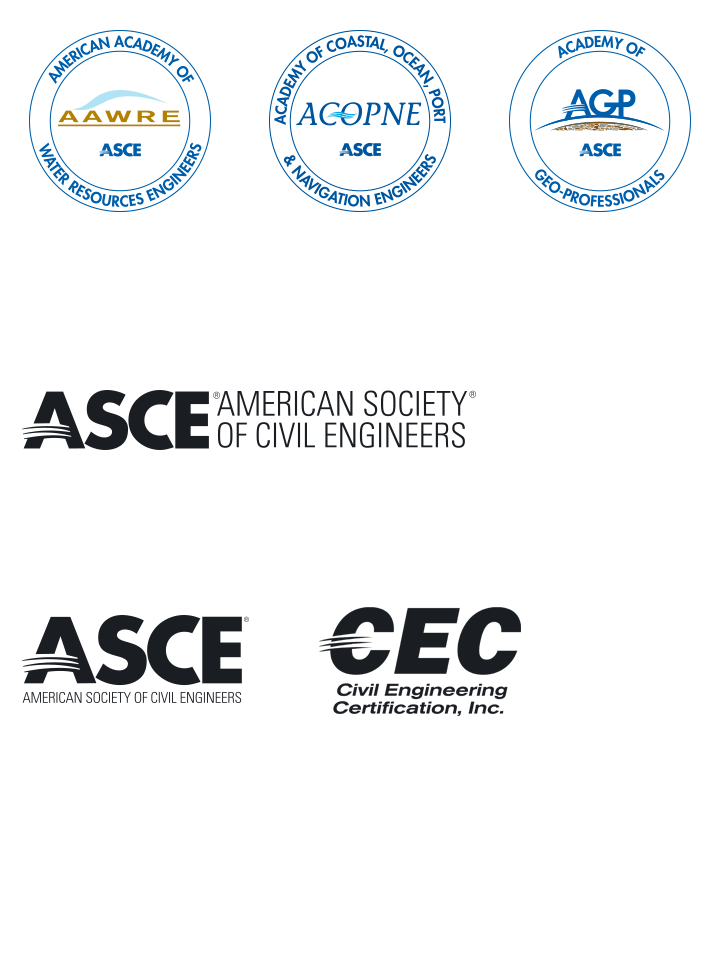 AMERICAN ACADEMY OF
AAWRE
ASCE
WATER RESOURCES ENGINEERS
ACADEMY OF COASTAL, OCEAN, PORT
ACOPNE
ASCE
& NAVIGATION ENGINEERS
ACADEMY OF
AGP
ASCE
GEO-PROFESSIONALS
ASCE® AMERICAN SOCIETY®
OF CIVIL ENGINEERS
ASCE®
AMERICAN SOCIETY OF CIVIL ENGINEERS
CEC
Civil Engineering
Certification, Inc.